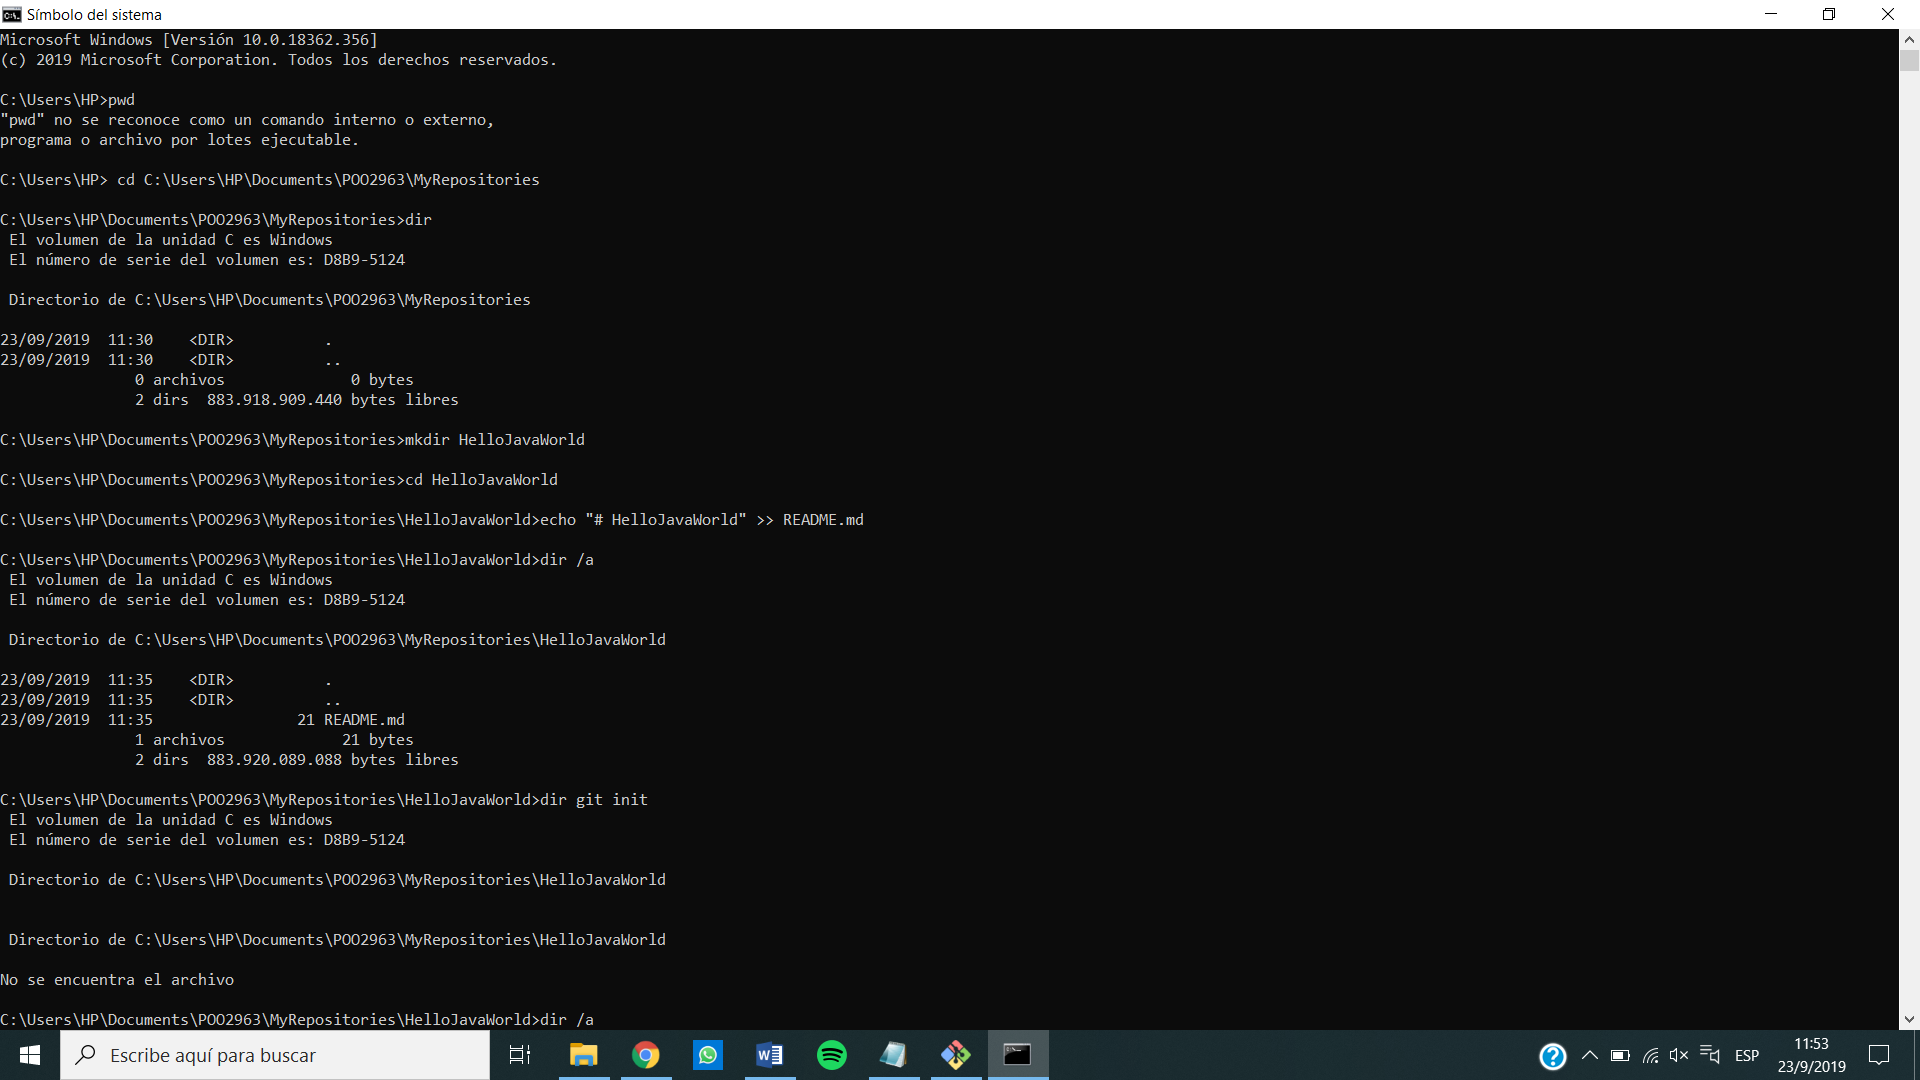 Símbolo del sistema
Microsoft Windows [Versión 10.0.18362.356]
(c) 2019 Microsoft Corporation. Todos los derechos reservados.
C:\Users\HP>pwd
"pwd" no se reconoce como un comando interno o externo,
programa o archivo por lotes ejecutable.
C:\Users\HP> cd C:\Users\HP\Documents\POO2963\MyRepositories
C:\Users\HP\Documents\POO2963\MyRepositories>dir
El volumen de la unidad C es Windows
El número de serie del volumen es: D8B9-5124
Directorio de C:\Users\HP\Documents\POO2963\MyRepositories
23/09/2019  11:30    <DIR>          .
23/09/2019  11:30    <DIR>          ..
0 archivos              0 bytes
2 dirs  883.918.909.440 bytes libres
C:\Users\HP\Documents\POO2963\MyRepositories>mkdir HelloJavaWorld
C:\Users\HP\Documents\POO2963\MyRepositories>cd HelloJavaWorld
C:\Users\HP\Documents\POO2963\MyRepositories\HelloJavaWorld>echo "# HelloJavaWorld" >> README.md
C:\Users\HP\Documents\POO2963\MyRepositories\HelloJavaWorld>dir /a
El volumen de la unidad C es Windows
El número de serie del volumen es: D8B9-5124
Directorio de C:\Users\HP\Documents\POO2963\MyRepositories\HelloJavaWorld
23/09/2019  11:35    <DIR>          .
23/09/2019  11:35    <DIR>          ..
23/09/2019  11:35                21 README.md
1 archivos             21 bytes
2 dirs  883.920.089.088 bytes libres
C:\Users\HP\Documents\POO2963\MyRepositories\HelloJavaWorld>dir git init
El volumen de la unidad C es Windows
El número de serie del volumen es: D8B9-5124
Directorio de C:\Users\HP\Documents\POO2963\MyRepositories\HelloJavaWorld
Directorio de C:\Users\HP\Documents\POO2963\MyRepositories\HelloJavaWorld
No se encuentra el archivo
C:\Users\HP\Documents\POO2963\MyRepositories\HelloJavaWorld>dir /a
Escribe aquí para buscar
ESP
11:53
23/9/2019